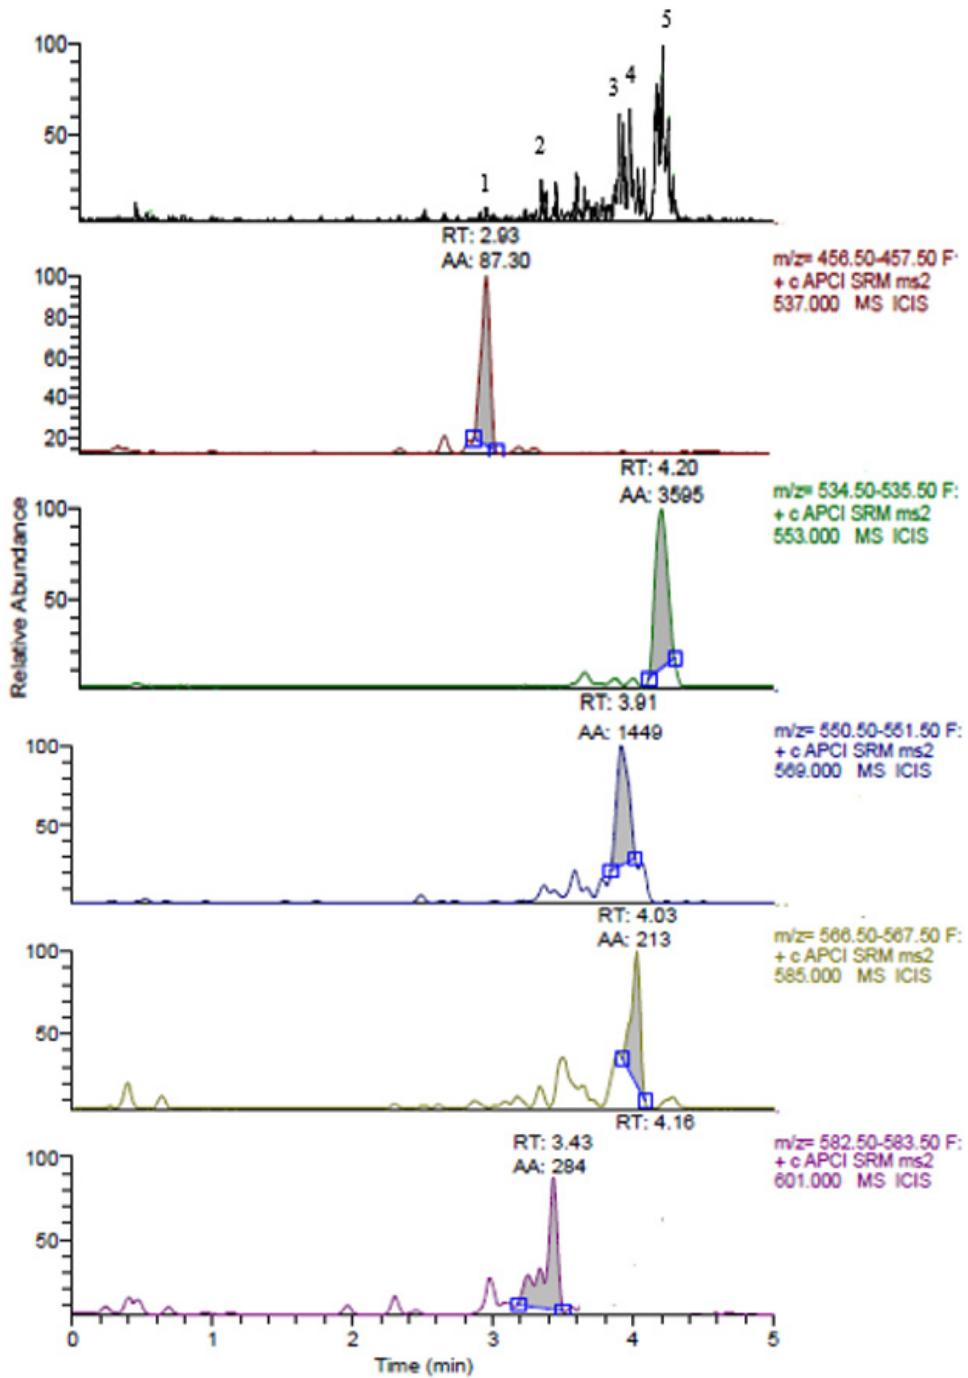 5
4
3
2
1
100
50
RT: 2.93
AA: 87.30
m/z= 456.50-457.50 F:
+ c APCI SRM ms2
537.000 MS ICIS
100
80
60
40
20
RT: 4.20
AA: 3595
m/z= 534.50-535.50 F:
+ c APCI SRM ms2
553.000 MS ICIS
100
50
Relative Abundance
RT: 3.91
AA: 1449
m/z= 550.50-551.50 F:
+ c APCI SRM ms2
569.000 MS ICIS
100
50
RT: 4.03
AA: 213
m/z= 566.50-567.50 F:
+ c APCI SRM ms2
585.000 MS ICIS
100
50
RT: 4.16
RT: 3.43
AA: 284
m/z= 582.50-583.50 F:
+ c APCI SRM ms2
601.000 MS ICIS
100
50
0 1 2 3 4 5
Time (min)